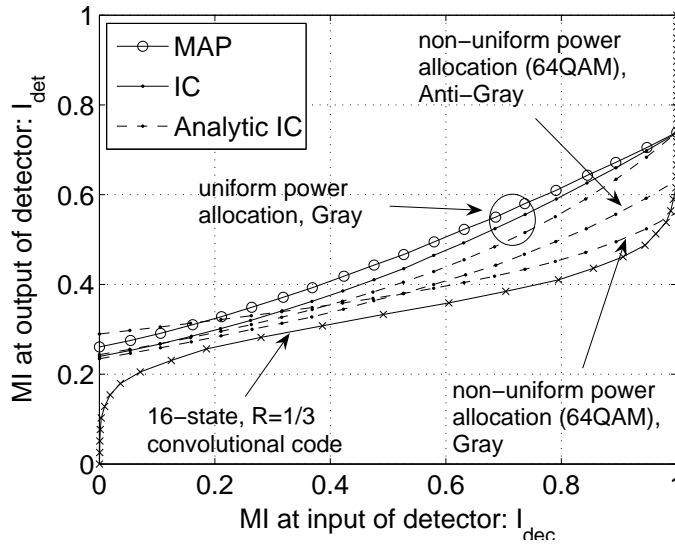 MAP
IC
Analytic IC
non−uniform power
allocation (64QAM),
Anti−Gray
uniform power
allocation, Gray
16−state, R=1/3
convolutional code
non−uniform power
allocation (64QAM),
Gray
MI at output of detector: I_det
1
0.8
0.6
0.4
0.2
0
0
0.2
0.4
0.6
0.8
1
MI at input of detector: I_dec